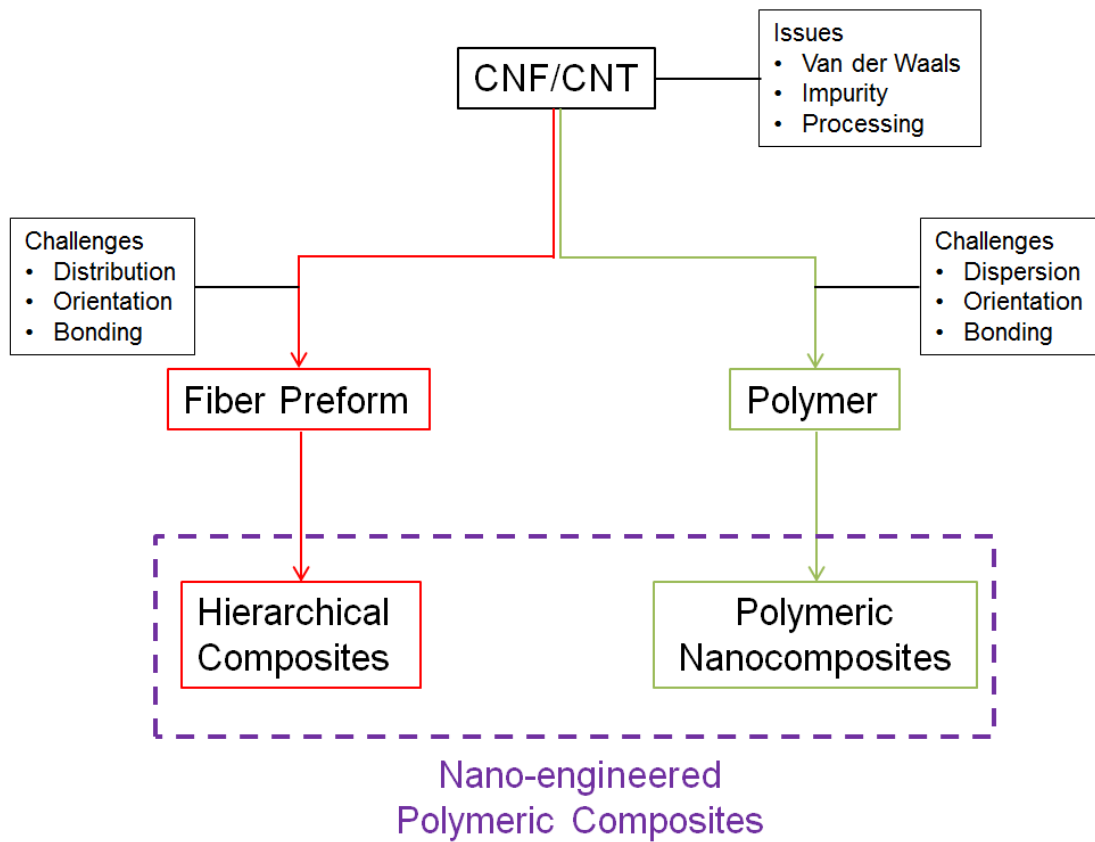 CNF/CNT
Issues
• Van der Waals
• Impurity
• Processing
Challenges
• Distribution
• Orientation
• Bonding
Challenges
• Dispersion
• Orientation
• Bonding
Fiber Preform
Polymer
Hierarchical
Composites
Polymeric
Nanocomposites
Nano-engineered
Polymeric Composites